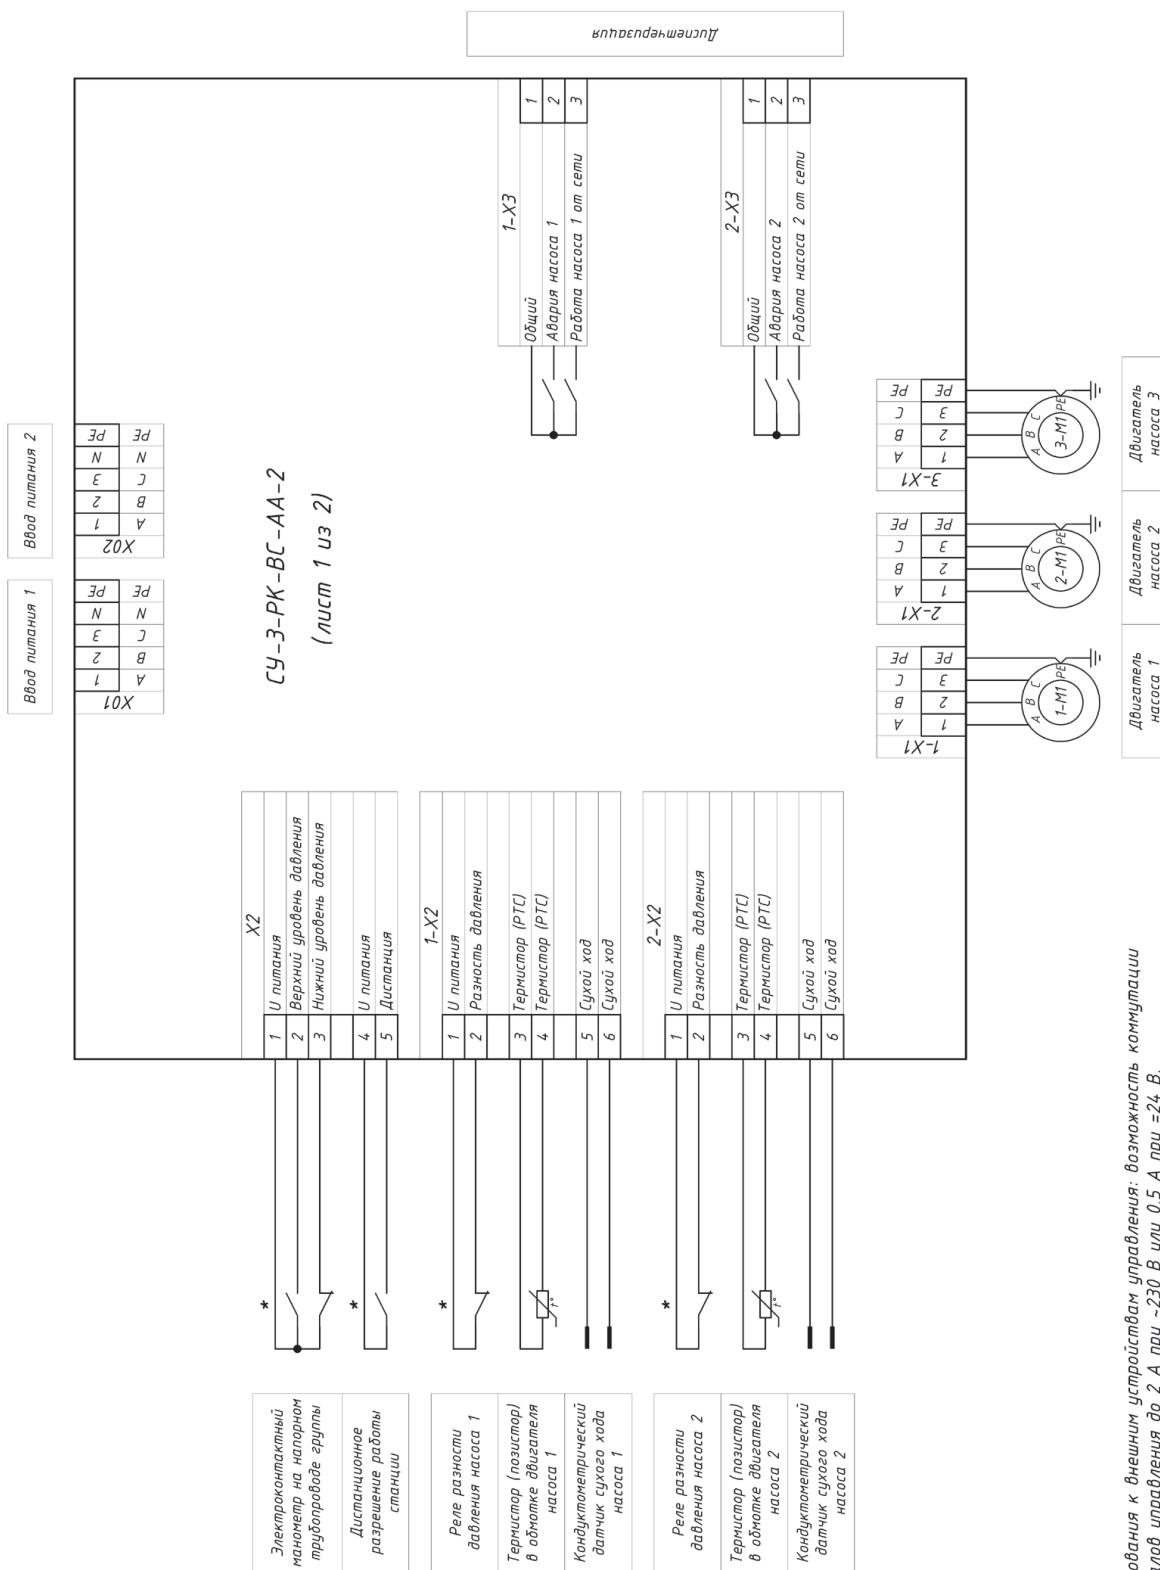 Диспетчеризация
Ввод питания 1
Ввод питания 2
X01
1 2 3 N PE
A B C N PE
X02
1 2 3 N PE
A B C N PE
СУ-3-РК-ВС-АА-2
(лист 1 из 2)
1-X3
Общий 1
Авария насоса 1 2
Работа насоса 1 от сети 3
2-X3
Общий 1
Авария насоса 2 2
Работа насоса 2 от сети 3
X2
1 U питания
2 Верхний уровень давления
3 Нижний уровень давления
4 U питания
5 Дистанция
1-X2
1 U питания
2 Разность давления
3 Термистор (PTC)
4 Термистор (PTC)
5 Сухой ход
6 Сухой ход
2-X2
1 U питания
2 Разность давления
3 Термистор (PTC)
4 Термистор (PTC)
5 Сухой ход
6 Сухой ход
*
*
*
t°
*
t°
Электроконтактный
манометр на напорном
трубопроводе группы
Дистанционное
разрешение работы
станции
Реле разности
давления насоса 1
Термистор (позистор)
в обмотке двигателя
насоса 1
Кондуктометрический
датчик сухого хода
насоса 1
Реле разности
давления насоса 2
Термистор (позистор)
в обмотке двигателя
насоса 2
Кондуктометрический
датчик сухого хода
насоса 2
1-X1
A B C PE
1 2 3 PE
A B C PE
1-M1
Двигатель
насоса 1
2-X1
A B C PE
1 2 3 PE
A B C PE
2-M1
Двигатель
насоса 2
3-X1
A B C PE
1 2 3 PE
A B C PE
3-M1
Двигатель
насоса 3
к внешним устройствам управления: возможность коммутации
управления до 2 А при ~230 В или 0,5 А при =24 В.